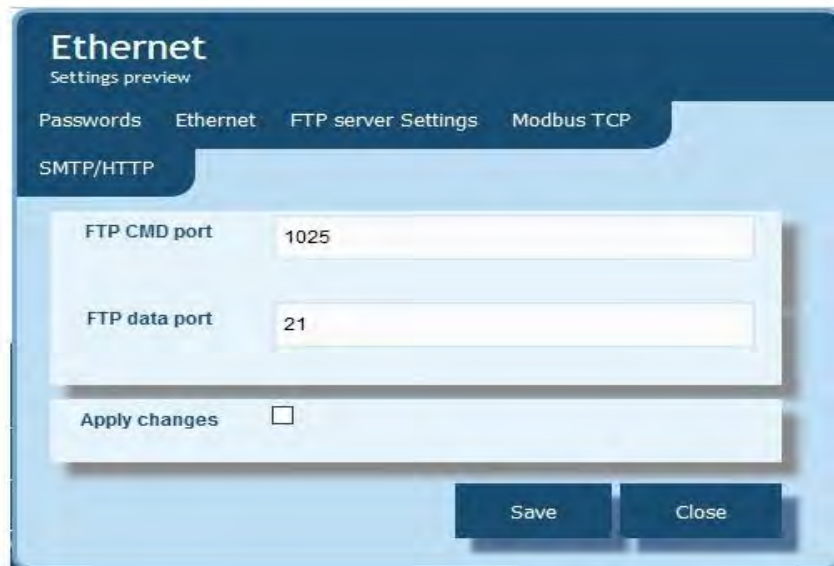 Ethernet
Settings preview
Passwords Ethernet FTP server Settings Modbus TCP
SMTP/HTTP
FTP CMD port 1025
FTP data port 21
Apply changes
Save Close